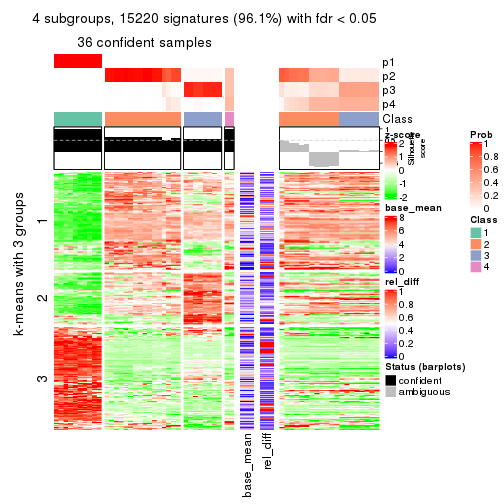 4 subgroups, 15220 signatures (96.1%) with fdr < 0.05
36 confident samples
p1
p2
p3
p4
Class
z-score
2
1
0
-1
-2
Silhouette
score
1
0
base_mean
8
6
4
2
0
rel_diff
1
0.8
0.6
0.4
0.2
0
Prob
1
0.8
0.6
0.4
0.2
0
Class
1
2
3
4
Status (barplots)
confident
ambiguous
k-means with 3 groups
1
2
3
base_mean
rel_diff